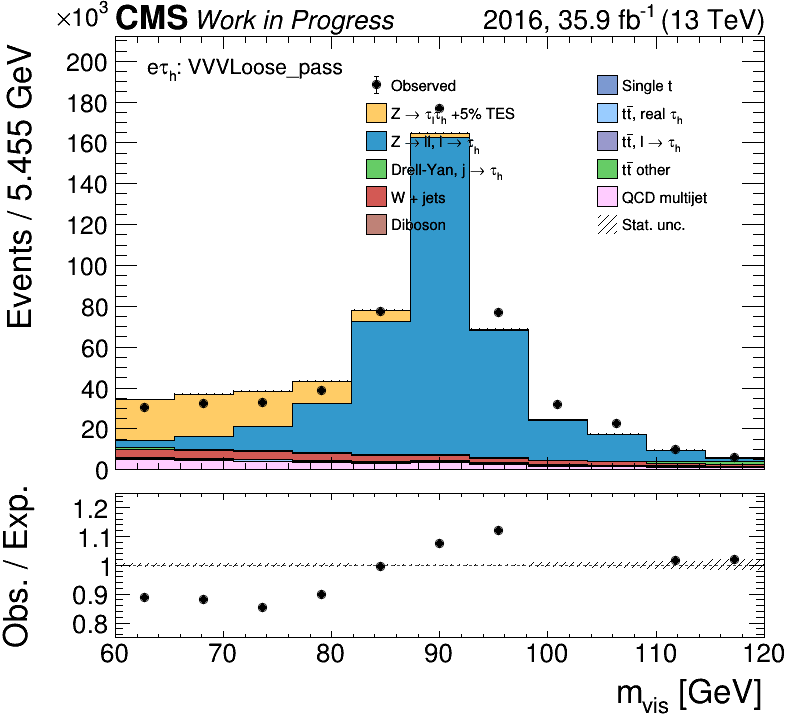 ×10³ CMS Work in Progress 2016, 35.9 fb⁻¹ (13 TeV)
eτh: VVVLoose_pass
Observed
Z → τlτh +5% TES
Z → ll, l → τh
Drell-Yan, j → τh
W + jets
Diboson
Single t
tt̄, real τh
tt̄, l → τh
tt̄ other
QCD multijet
Stat. unc.
Events / 5.455 GeV
200
180
160
140
120
100
80
60
40
20
0
Obs. / Exp.
1.2
1.1
1
0.9
0.8
60 70 80 90 100 110 120
mvis [GeV]